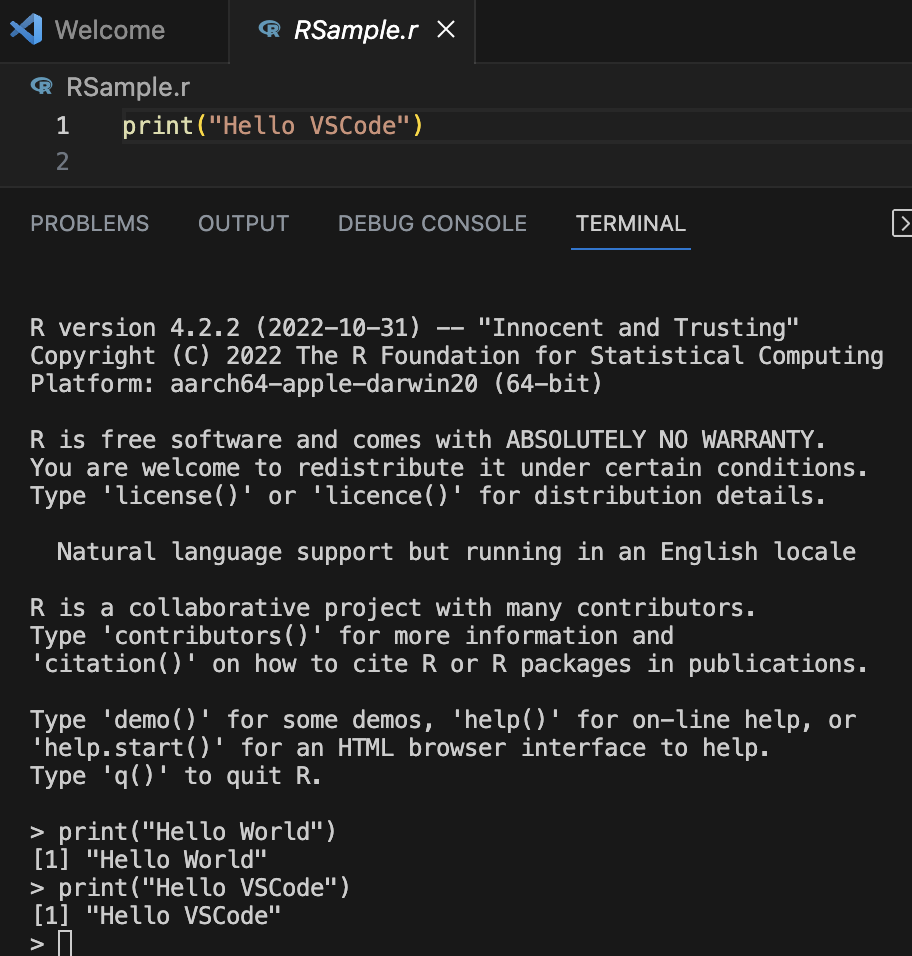 Welcome
RSample.r
RSample.r
1 print("Hello VSCode")
2
PROBLEMS OUTPUT DEBUG CONSOLE TERMINAL
R version 4.2.2 (2022-10-31) -- "Innocent and Trusting"
Copyright (C) 2022 The R Foundation for Statistical Computing
Platform: aarch64-apple-darwin20 (64-bit)
R is free software and comes with ABSOLUTELY NO WARRANTY.
You are welcome to redistribute it under certain conditions.
Type 'license()' or 'licence()' for distribution details.
Natural language support but running in an English locale
R is a collaborative project with many contributors.
Type 'contributors()' for more information and
'citation()' on how to cite R or R packages in publications.
Type 'demo()' for some demos, 'help()' for on-line help, or
'help.start()' for an HTML browser interface to help.
Type 'q()' to quit R.
> print("Hello World")
[1] "Hello World"
> print("Hello VSCode")
[1] "Hello VSCode"
>